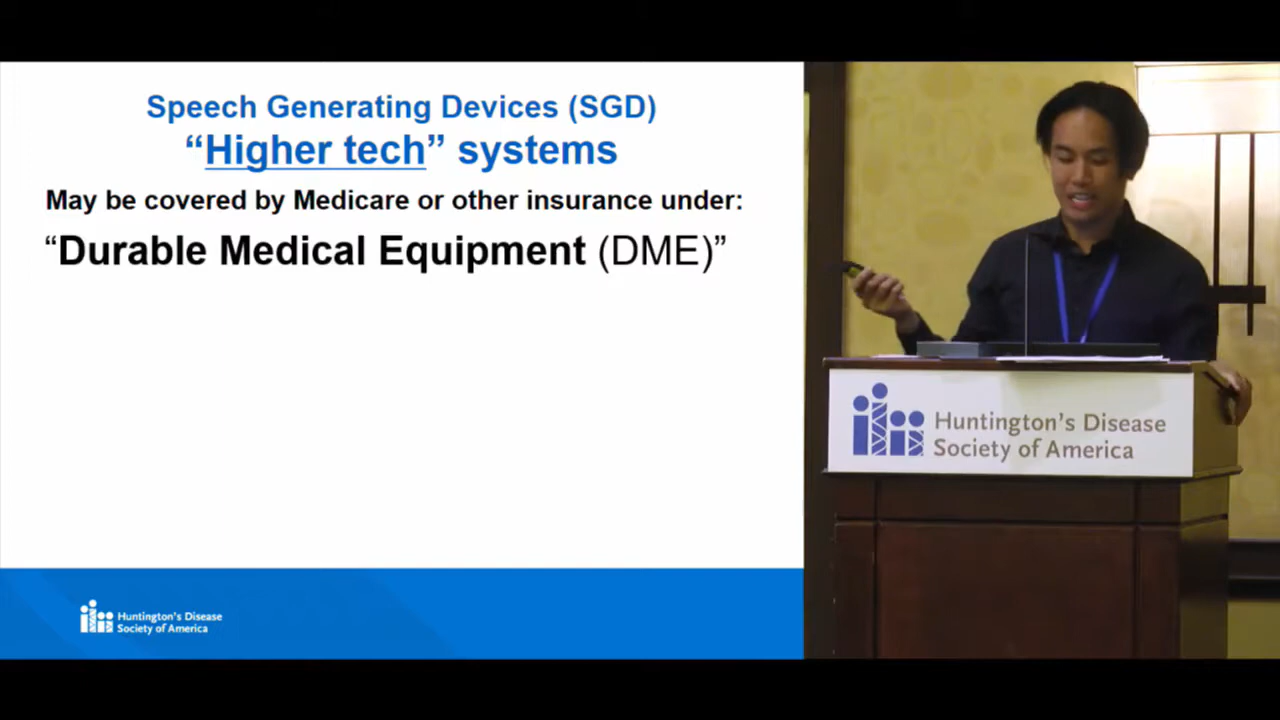 Speech Generating Devices (SGD)
“Higher tech” systems
May be covered by Medicare or other insurance under:
“Durable Medical Equipment (DME)”
Huntington’s Disease
Society of America
Huntington’s Disease
Society of America